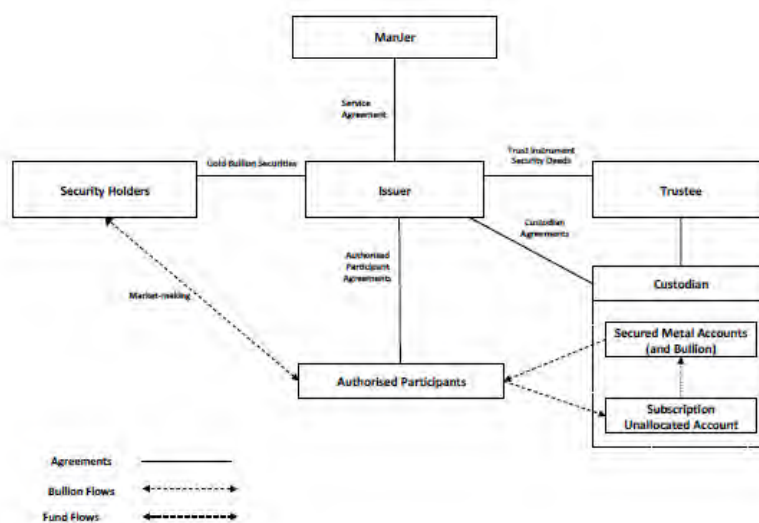 ManJer
Service
Agreement
Gold Bullion Securities
Trust Instrument
Security Deeds
Security Holders
Issuer
Trustee
Custodian
Agreements
Authorised
Participant
Agreements
Custodian
Market-making
Secured Metal Accounts
(and Bullion)
Authorised Participants
Subscription
Unallocated Account
Agreements
Bullion Flows
Fund Flows